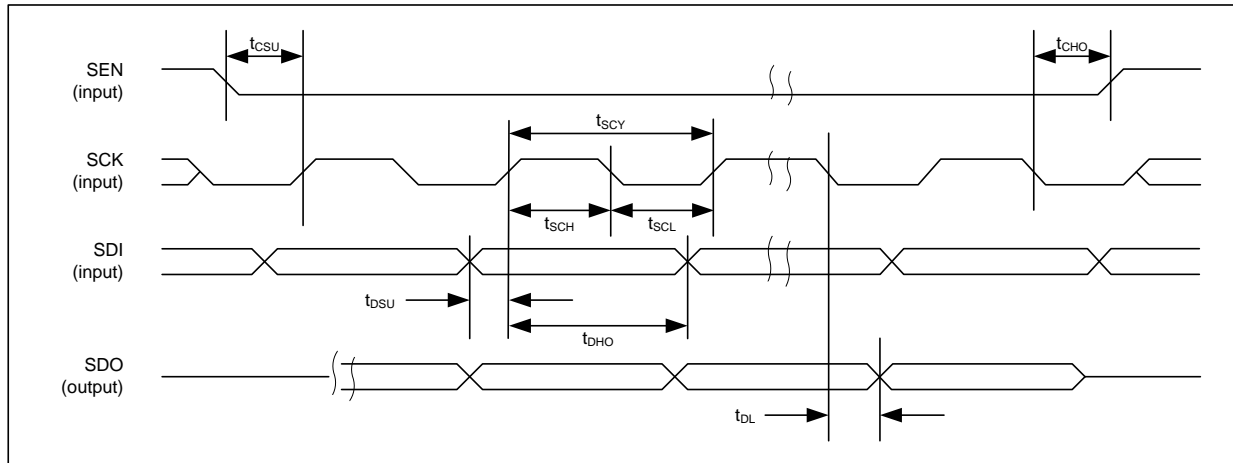 tCSU
tCHO
SEN
(input)
tSCY
SCK
(input)
tSCH
tSCL
SDI
(input)
tDSU
tDHO
SDO
(output)
tDL